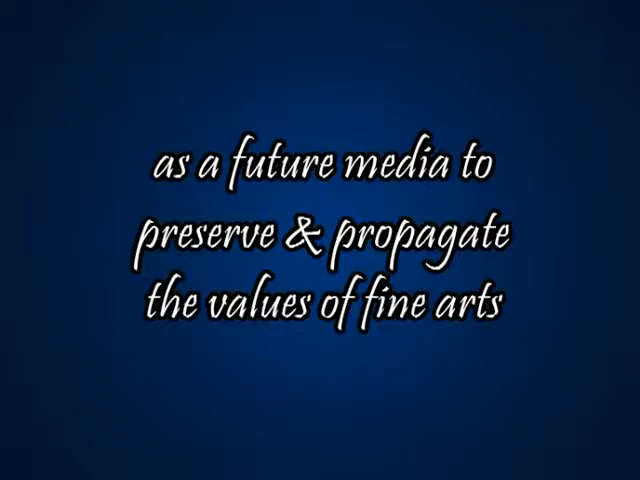 as a future media to
preserve & propagate
the values of fine arts